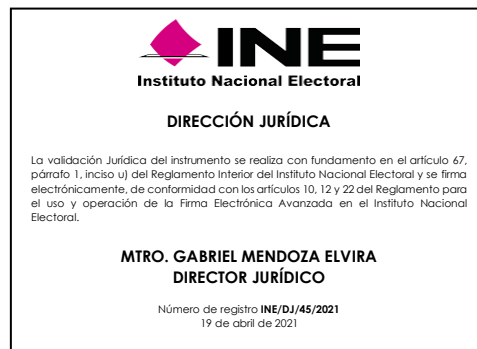 INE
Instituto Nacional Electoral
DIRECCIÓN JURÍDICA
La validación Jurídica del instrumento se realiza con fundamento en el artículo 67,
párrafo 1, inciso u) del Reglamento Interior del Instituto Nacional Electoral y se firma
electrónicamente, de conformidad con los artículos 10, 12 y 22 del Reglamento para
el uso y operación de la Firma Electrónica Avanzada en el Instituto Nacional
Electoral.
MTRO. GABRIEL MENDOZA ELVIRA
DIRECTOR JURÍDICO
Número de registro INE/DJ/45/2021
19 de abril de 2021